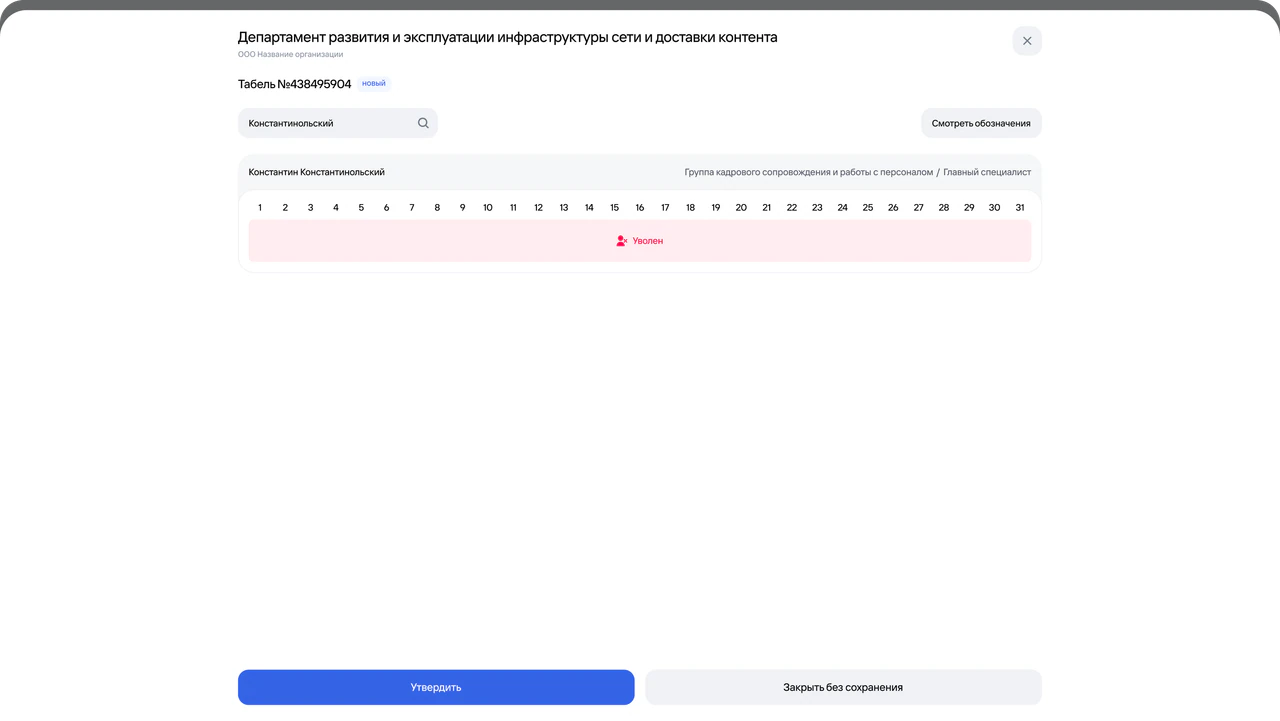 Департамент развития и эксплуатации инфраструктуры сети и доставки контента
ООО Название организации
Табель №438495904 новый
Константинольский
Смотреть обозначения
Константин Константинольский
Группа кадрового сопровождения и работы с персоналом / Главный специалист
1 2 3 4 5 6 7 8 9 10 11 12 13 14 15 16 17 18 19 20 21 22 23 24 25 26 27 28 29 30 31
Уволен
Утвердить
Закрыть без сохранения